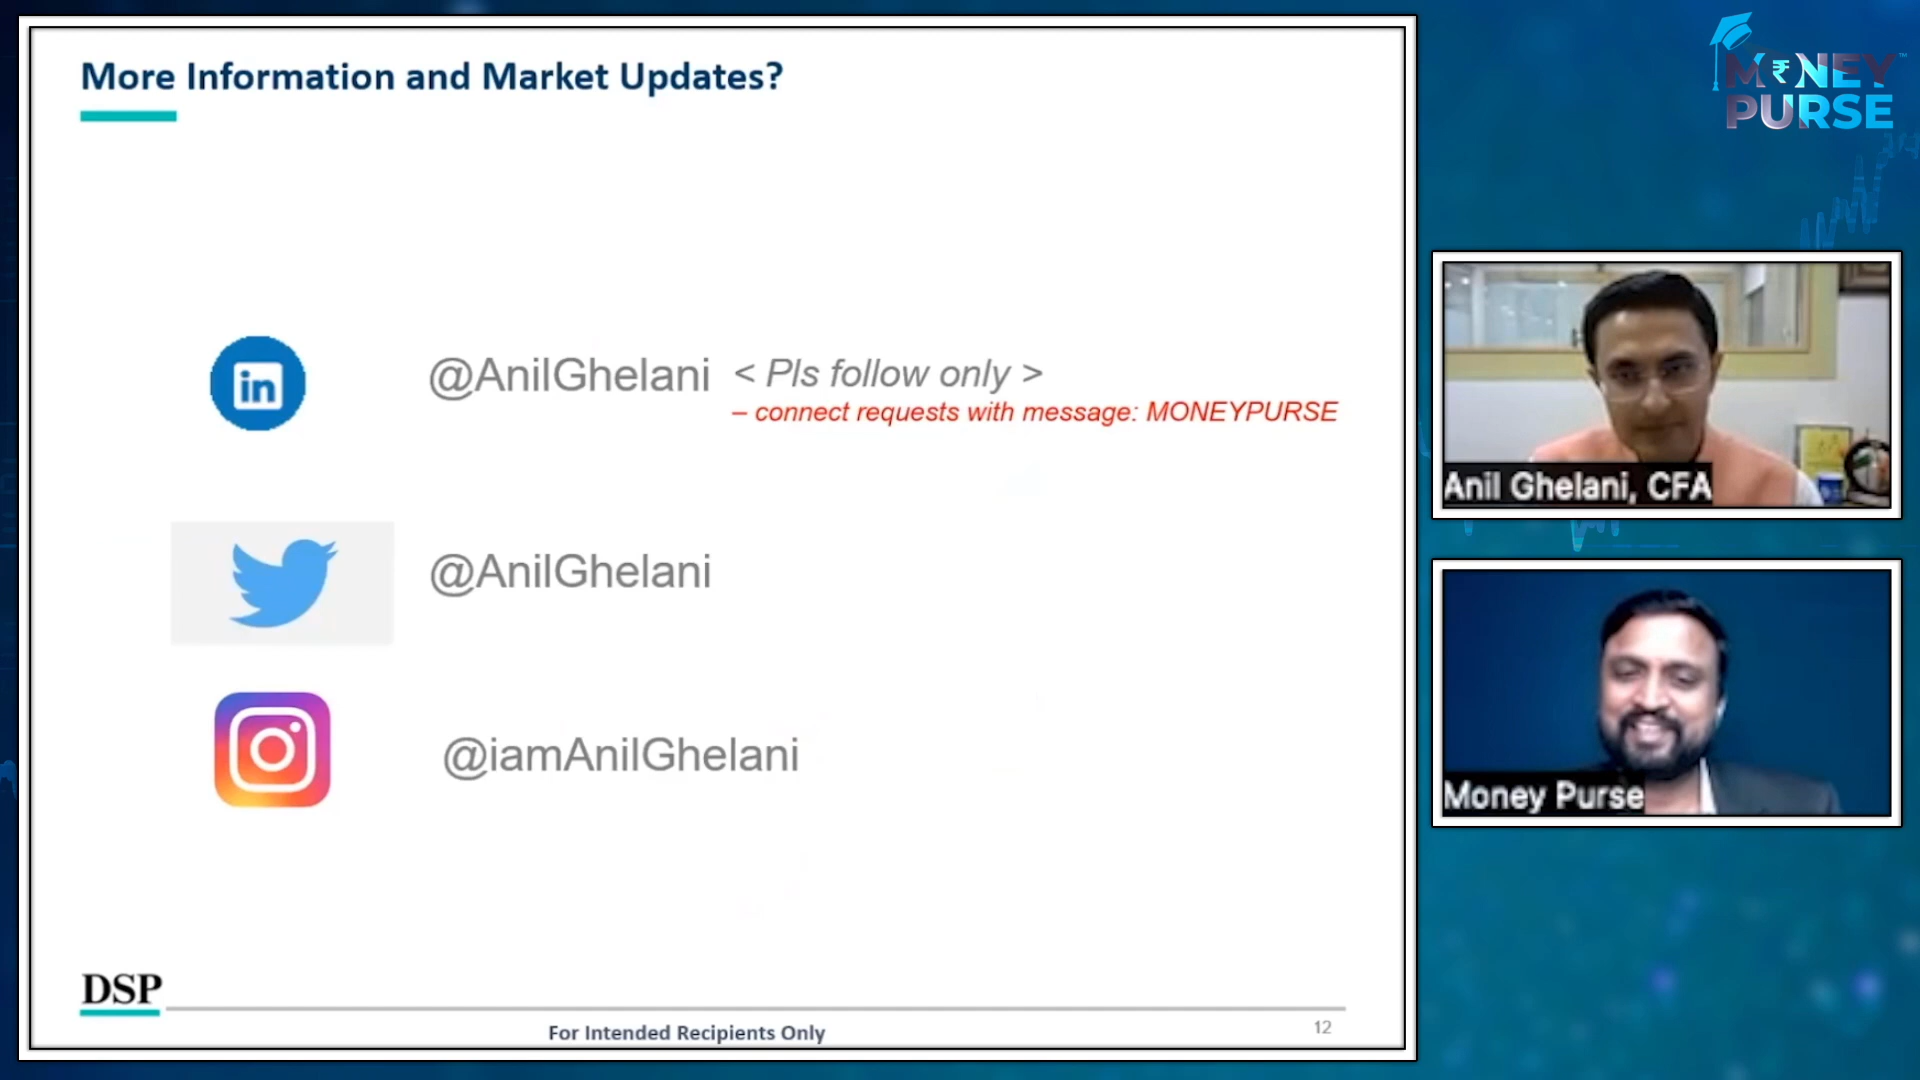 More Information and Market Updates?
@AnilGhelani < Pls follow only >
– connect requests with message: MONEYPURSE
@AnilGhelani
@iamAnilGhelani
DSP
For Intended Recipients Only
12
MONEY
PURSE
Anil Ghelani, CFA
Money Purse